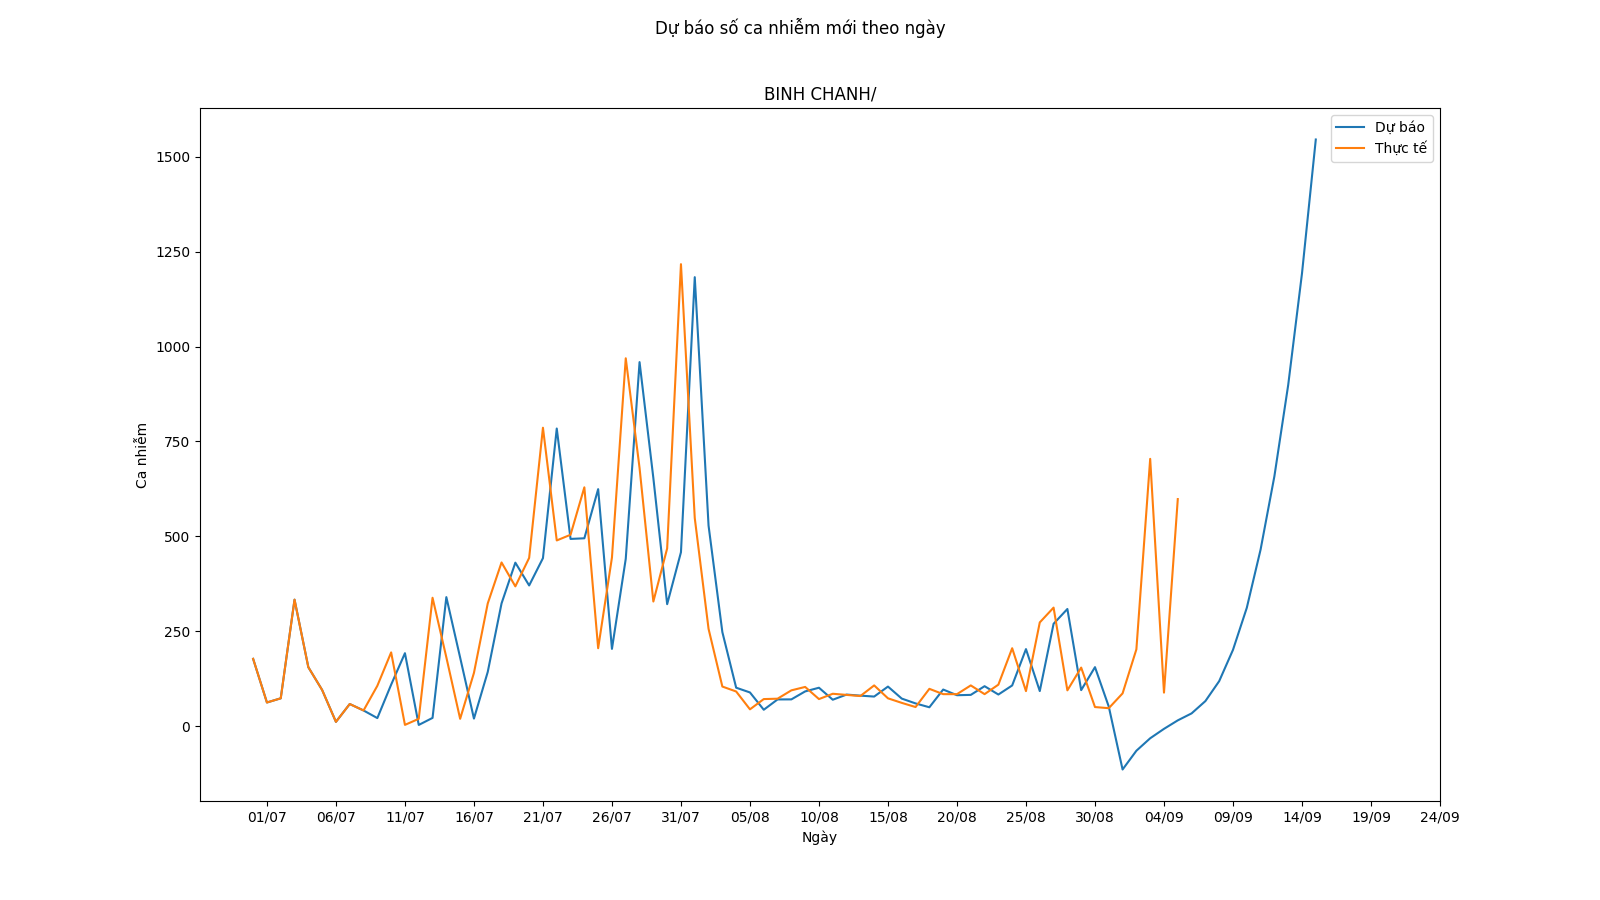 Dự báo số ca nhiễm mới theo ngày
BINH CHANH/
Dự báo
Thực tế
1500
1250
1000
750
500
250
0
Ca nhiễm
01/07 06/07 11/07 16/07 21/07 26/07 31/07 05/08 10/08 15/08 20/08 25/08 30/08 04/09 09/09 14/09 19/09 24/09
Ngày